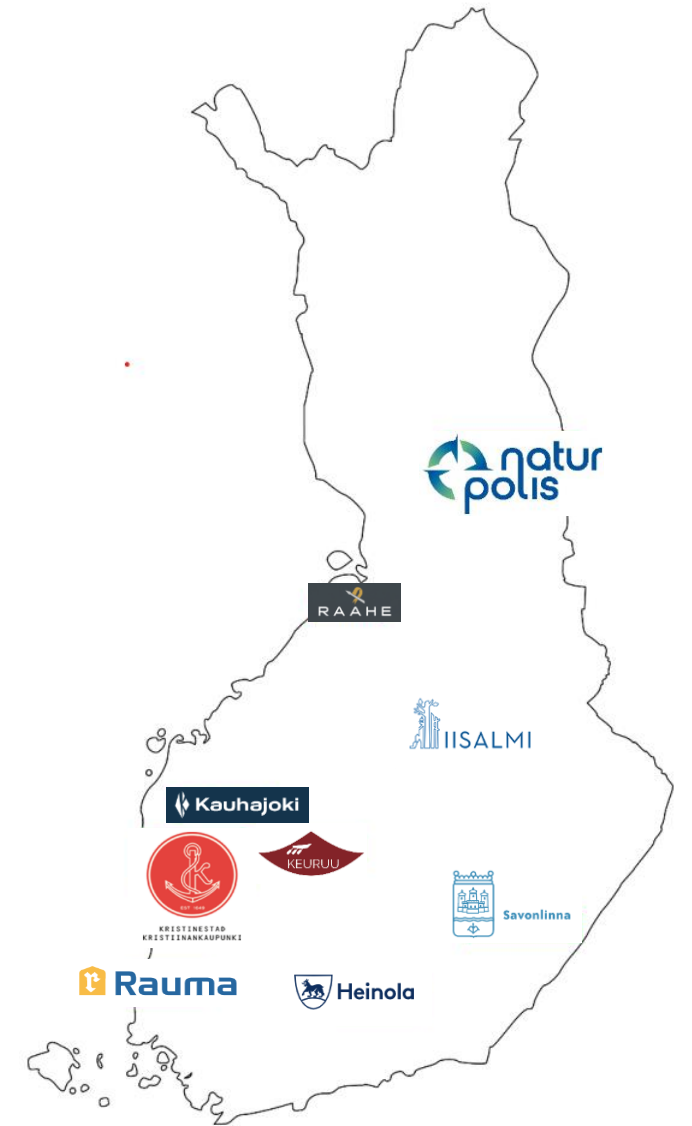 natur
polis
RAAHE
IISALMI
Kauhajoki
KEURUU
K
EST. 1649
KRISTINESTAD
KRISTIINANKAUPUNKI
Savonlinna
r Rauma
Heinola